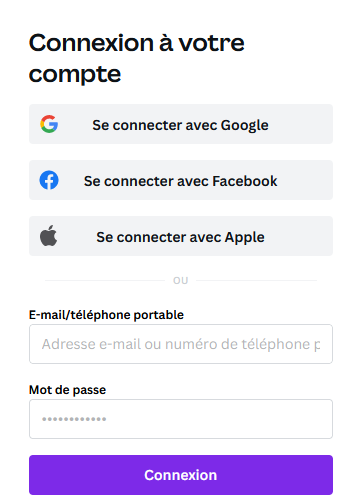 Connexion à votre
compte
Se connecter avec Google
Se connecter avec Facebook
Se connecter avec Apple
OU
E-mail/téléphone portable
Adresse e-mail ou numéro de téléphone p
Mot de passe
••••••••••••
Connexion